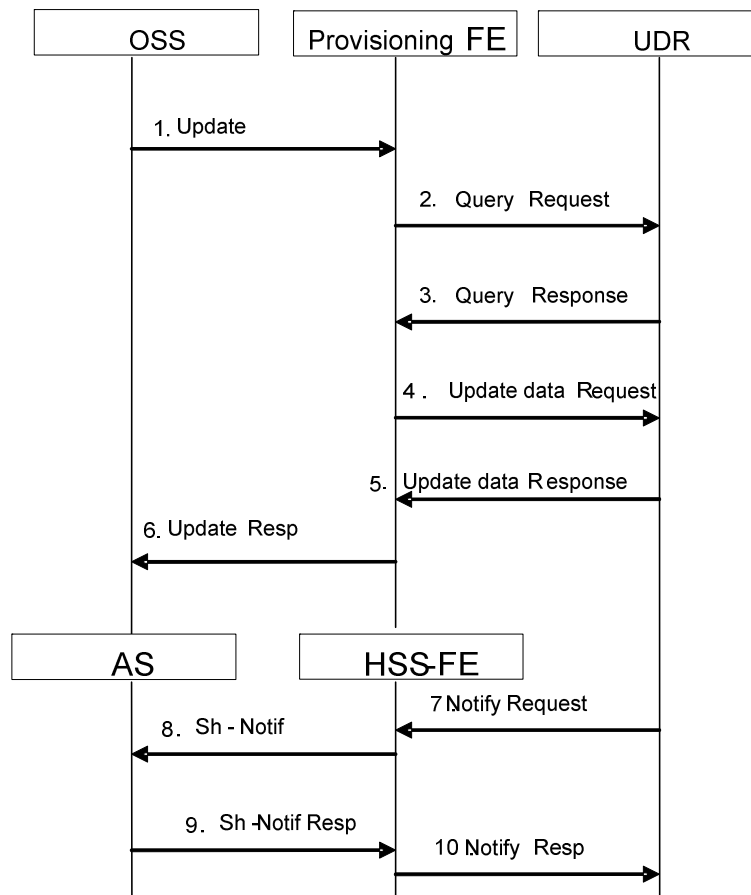 OSS
Provisioning FE
UDR
1. Update
2. Query Request
3. Query Response
4. Update data Request
5. Update data Response
6. Update Resp
AS
HSS-FE
7 Notify Request
8. Sh - Notif
9. Sh -Notif Resp
10 Notify Resp